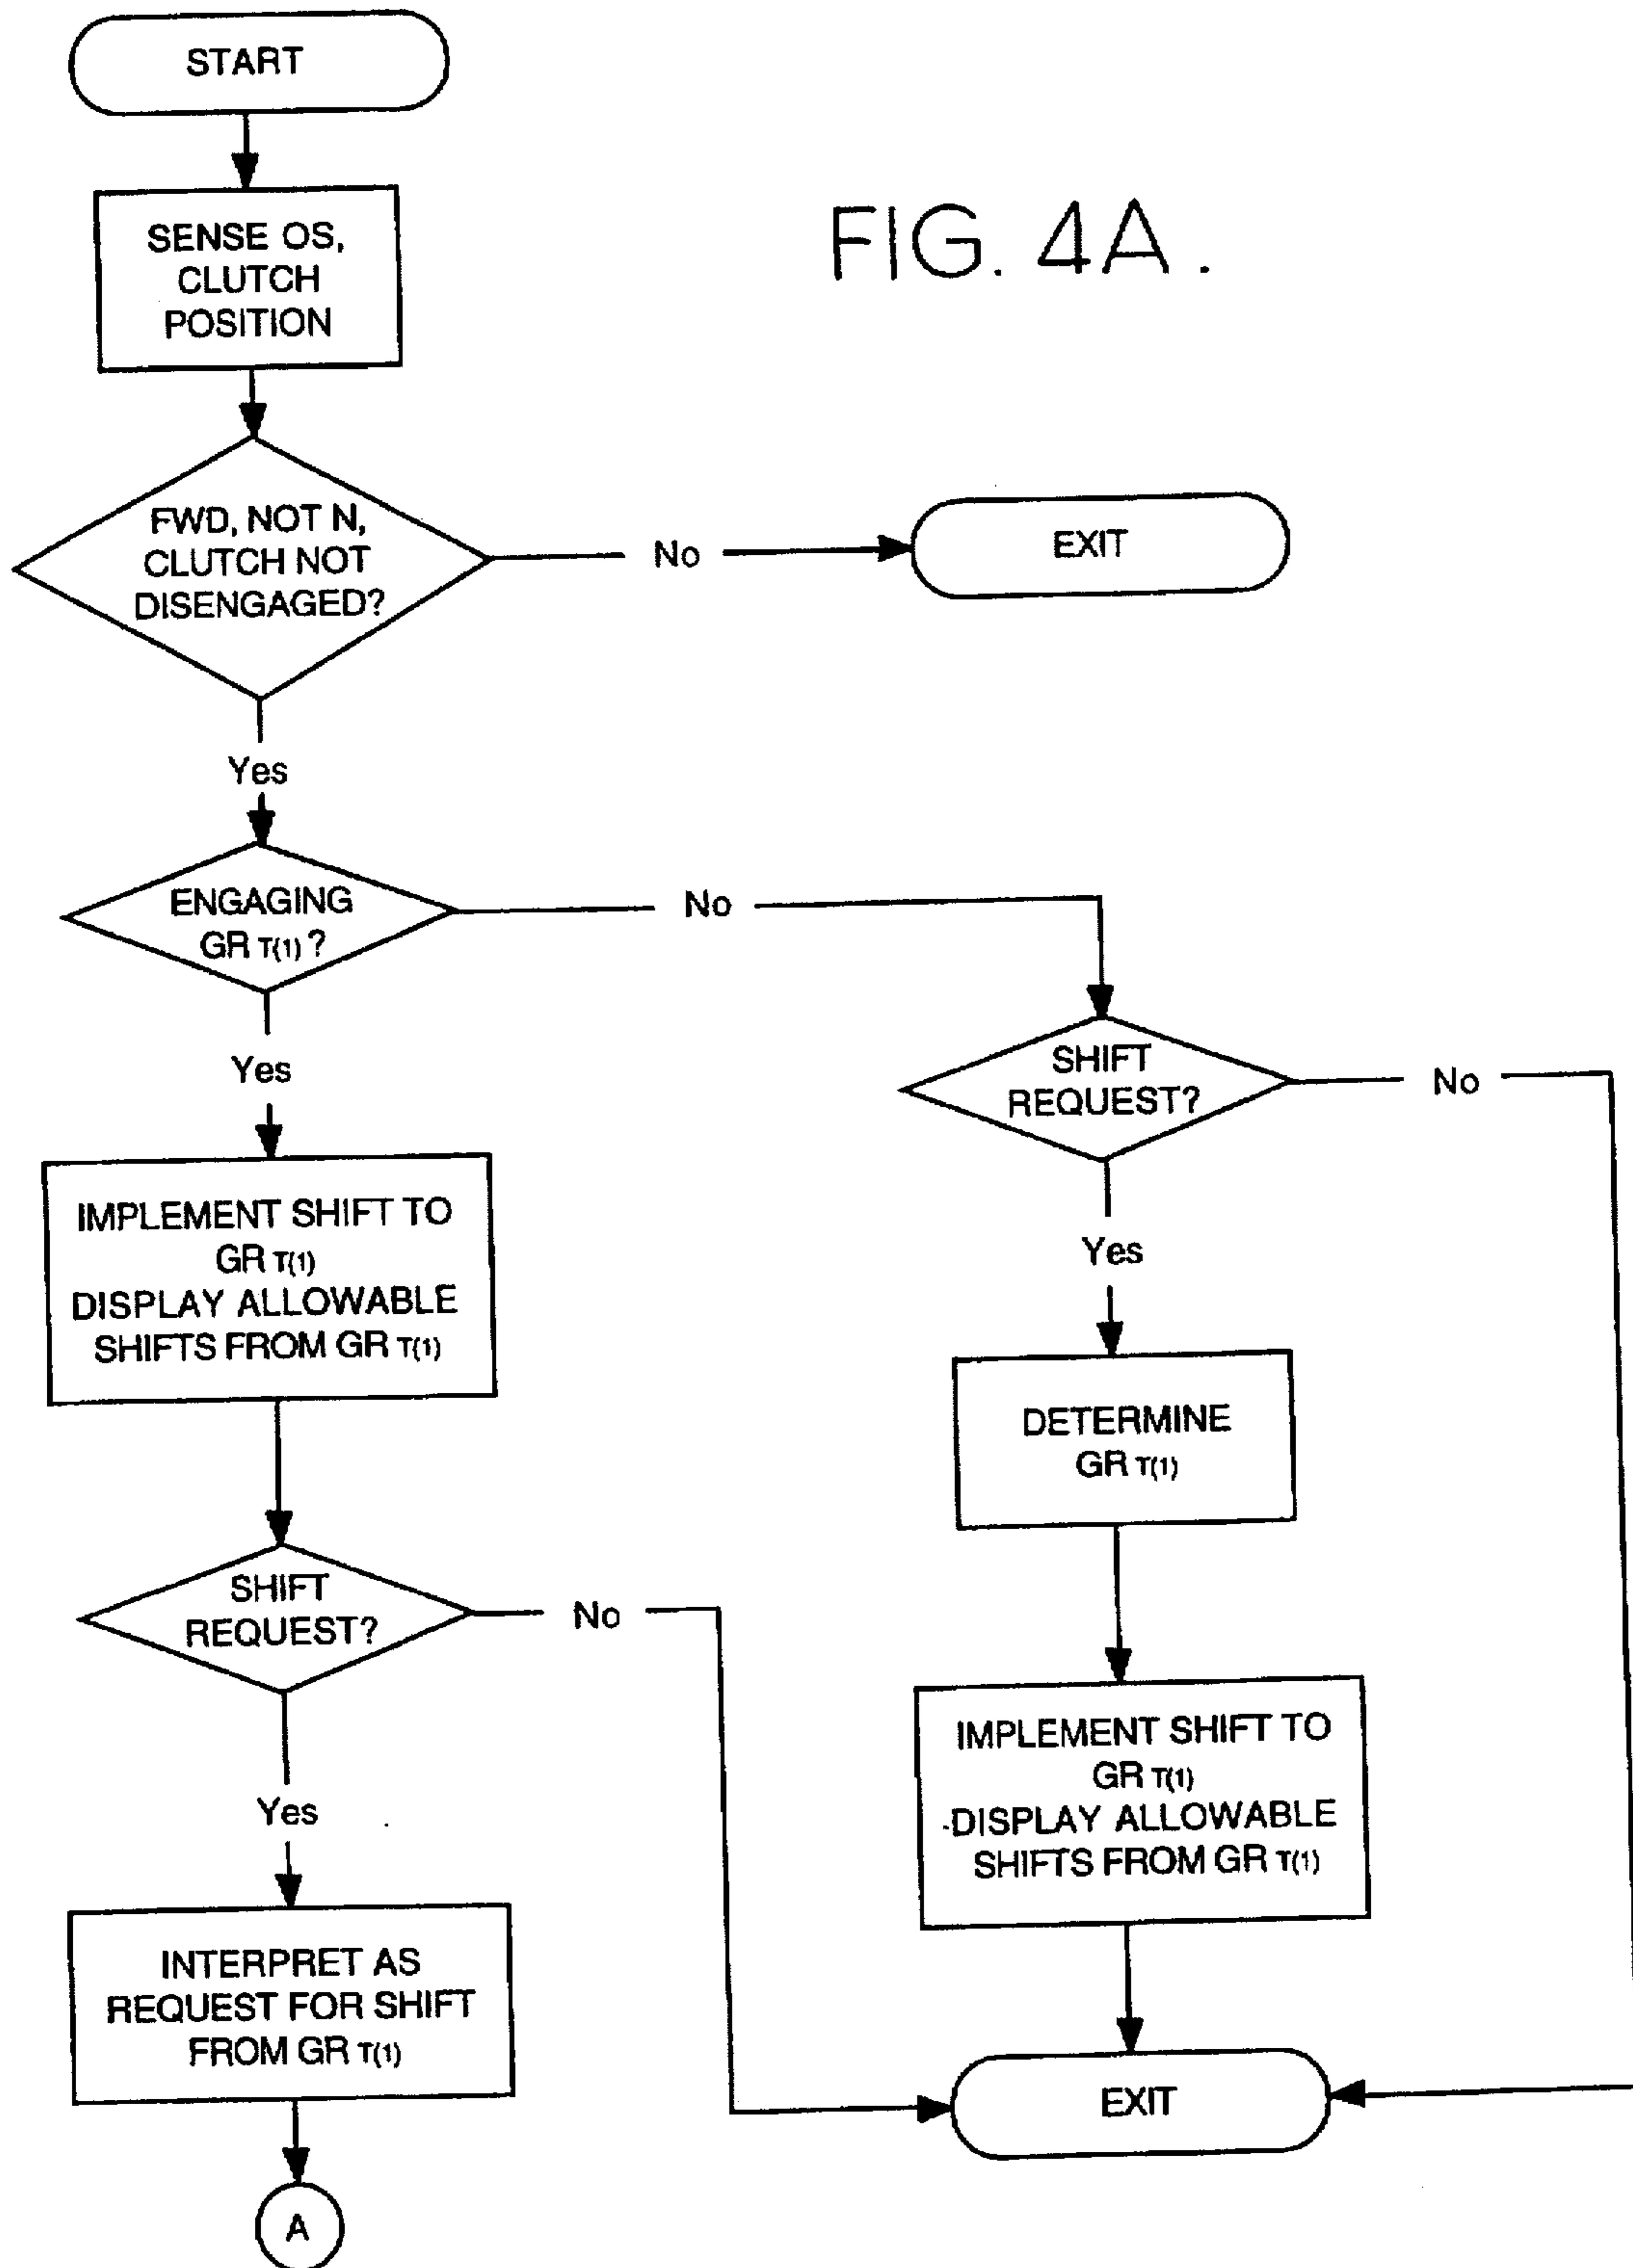 START
SENSE OS,
CLUTCH
POSITION
FIG. 4A.
FWD, NOT N,
CLUTCH NOT
DISENGAGED?
No
EXIT
Yes
ENGAGING
GR T(1) ?
No
Yes
SHIFT
REQUEST?
No
IMPLEMENT SHIFT TO
GR T(1)
DISPLAY ALLOWABLE
SHIFTS FROM GR T(1)
Yes
DETERMINE
GR T(1)
SHIFT
REQUEST?
No
IMPLEMENT SHIFT TO
GR T(1)
DISPLAY ALLOWABLE
SHIFTS FROM GR T(1)
Yes
INTERPRET AS
REQUEST FOR SHIFT
FROM GR T(1)
EXIT
A